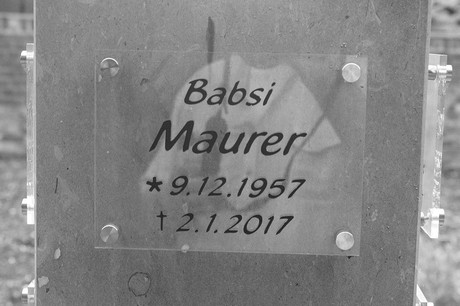 Babsi
Maurer
* 9.12.1957
† 2.1.2017